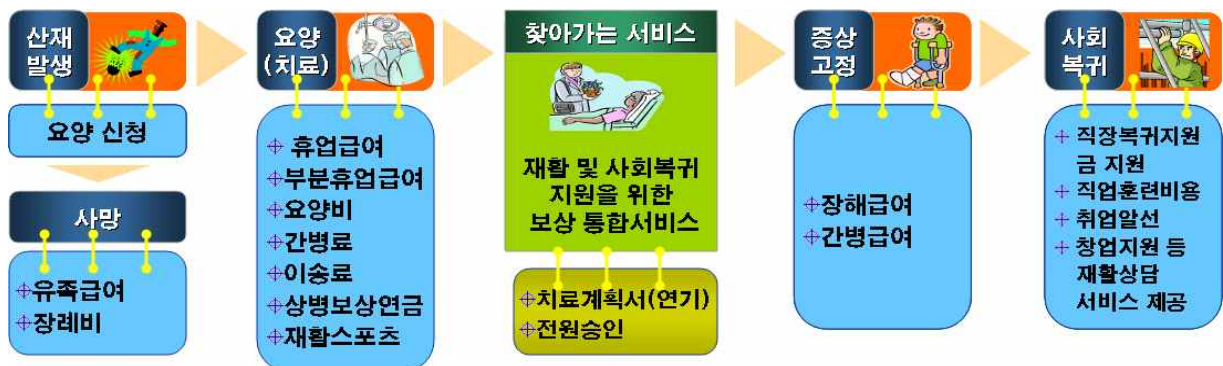 산재
발생
요양 신청
사망
유족급여
장례비
요양
(치료)
휴업급여
부분휴업급여
요양비
간병료
이송료
상병보상연금
재활스포츠
찾아가는 서비스
재활 및 사회복귀
지원을 위한
보상 통합서비스
치료계획서(연기)
전원승인
증상
고정
장해급여
간병급여
사회
복귀
직장복귀지원
금 지원
직업훈련비용
취업알선
창업지원 등
재활상담
서비스 제공